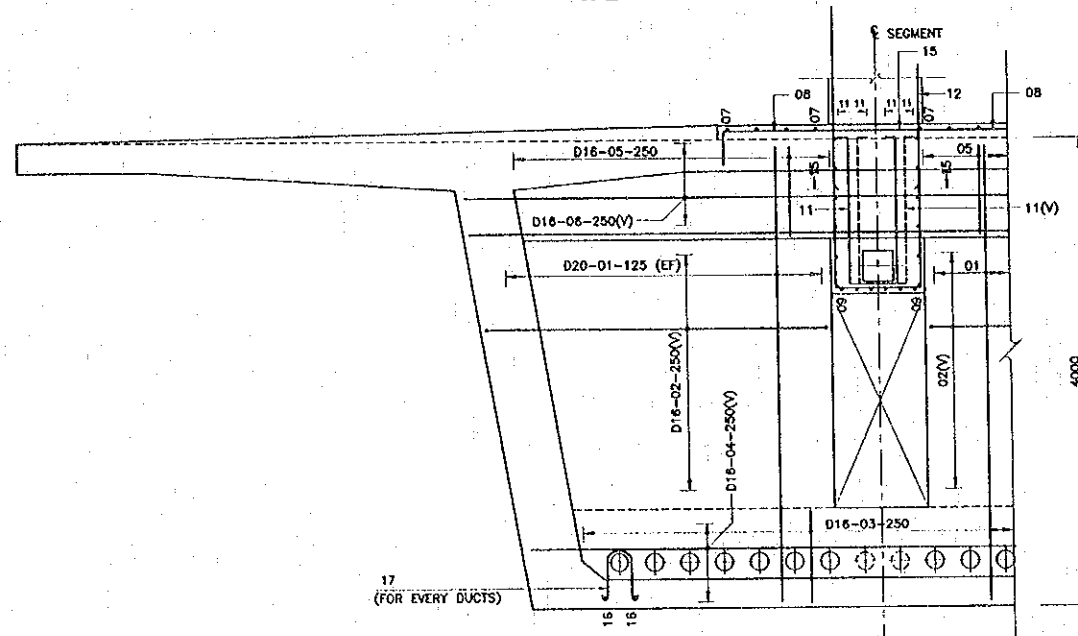 ℄ SEGMENT
15
12
08
08
07
11 11
07
11 11
07
D16-05-250
05
15
15
11
11(V)
D16-06-250(V)
D20-01-125 (EF)
01
09
09
D16-02-250(V)
02(V)
4000
D16-04-250(V)
D16-03-250
17
(FOR EVERY DUCTS)
16 16